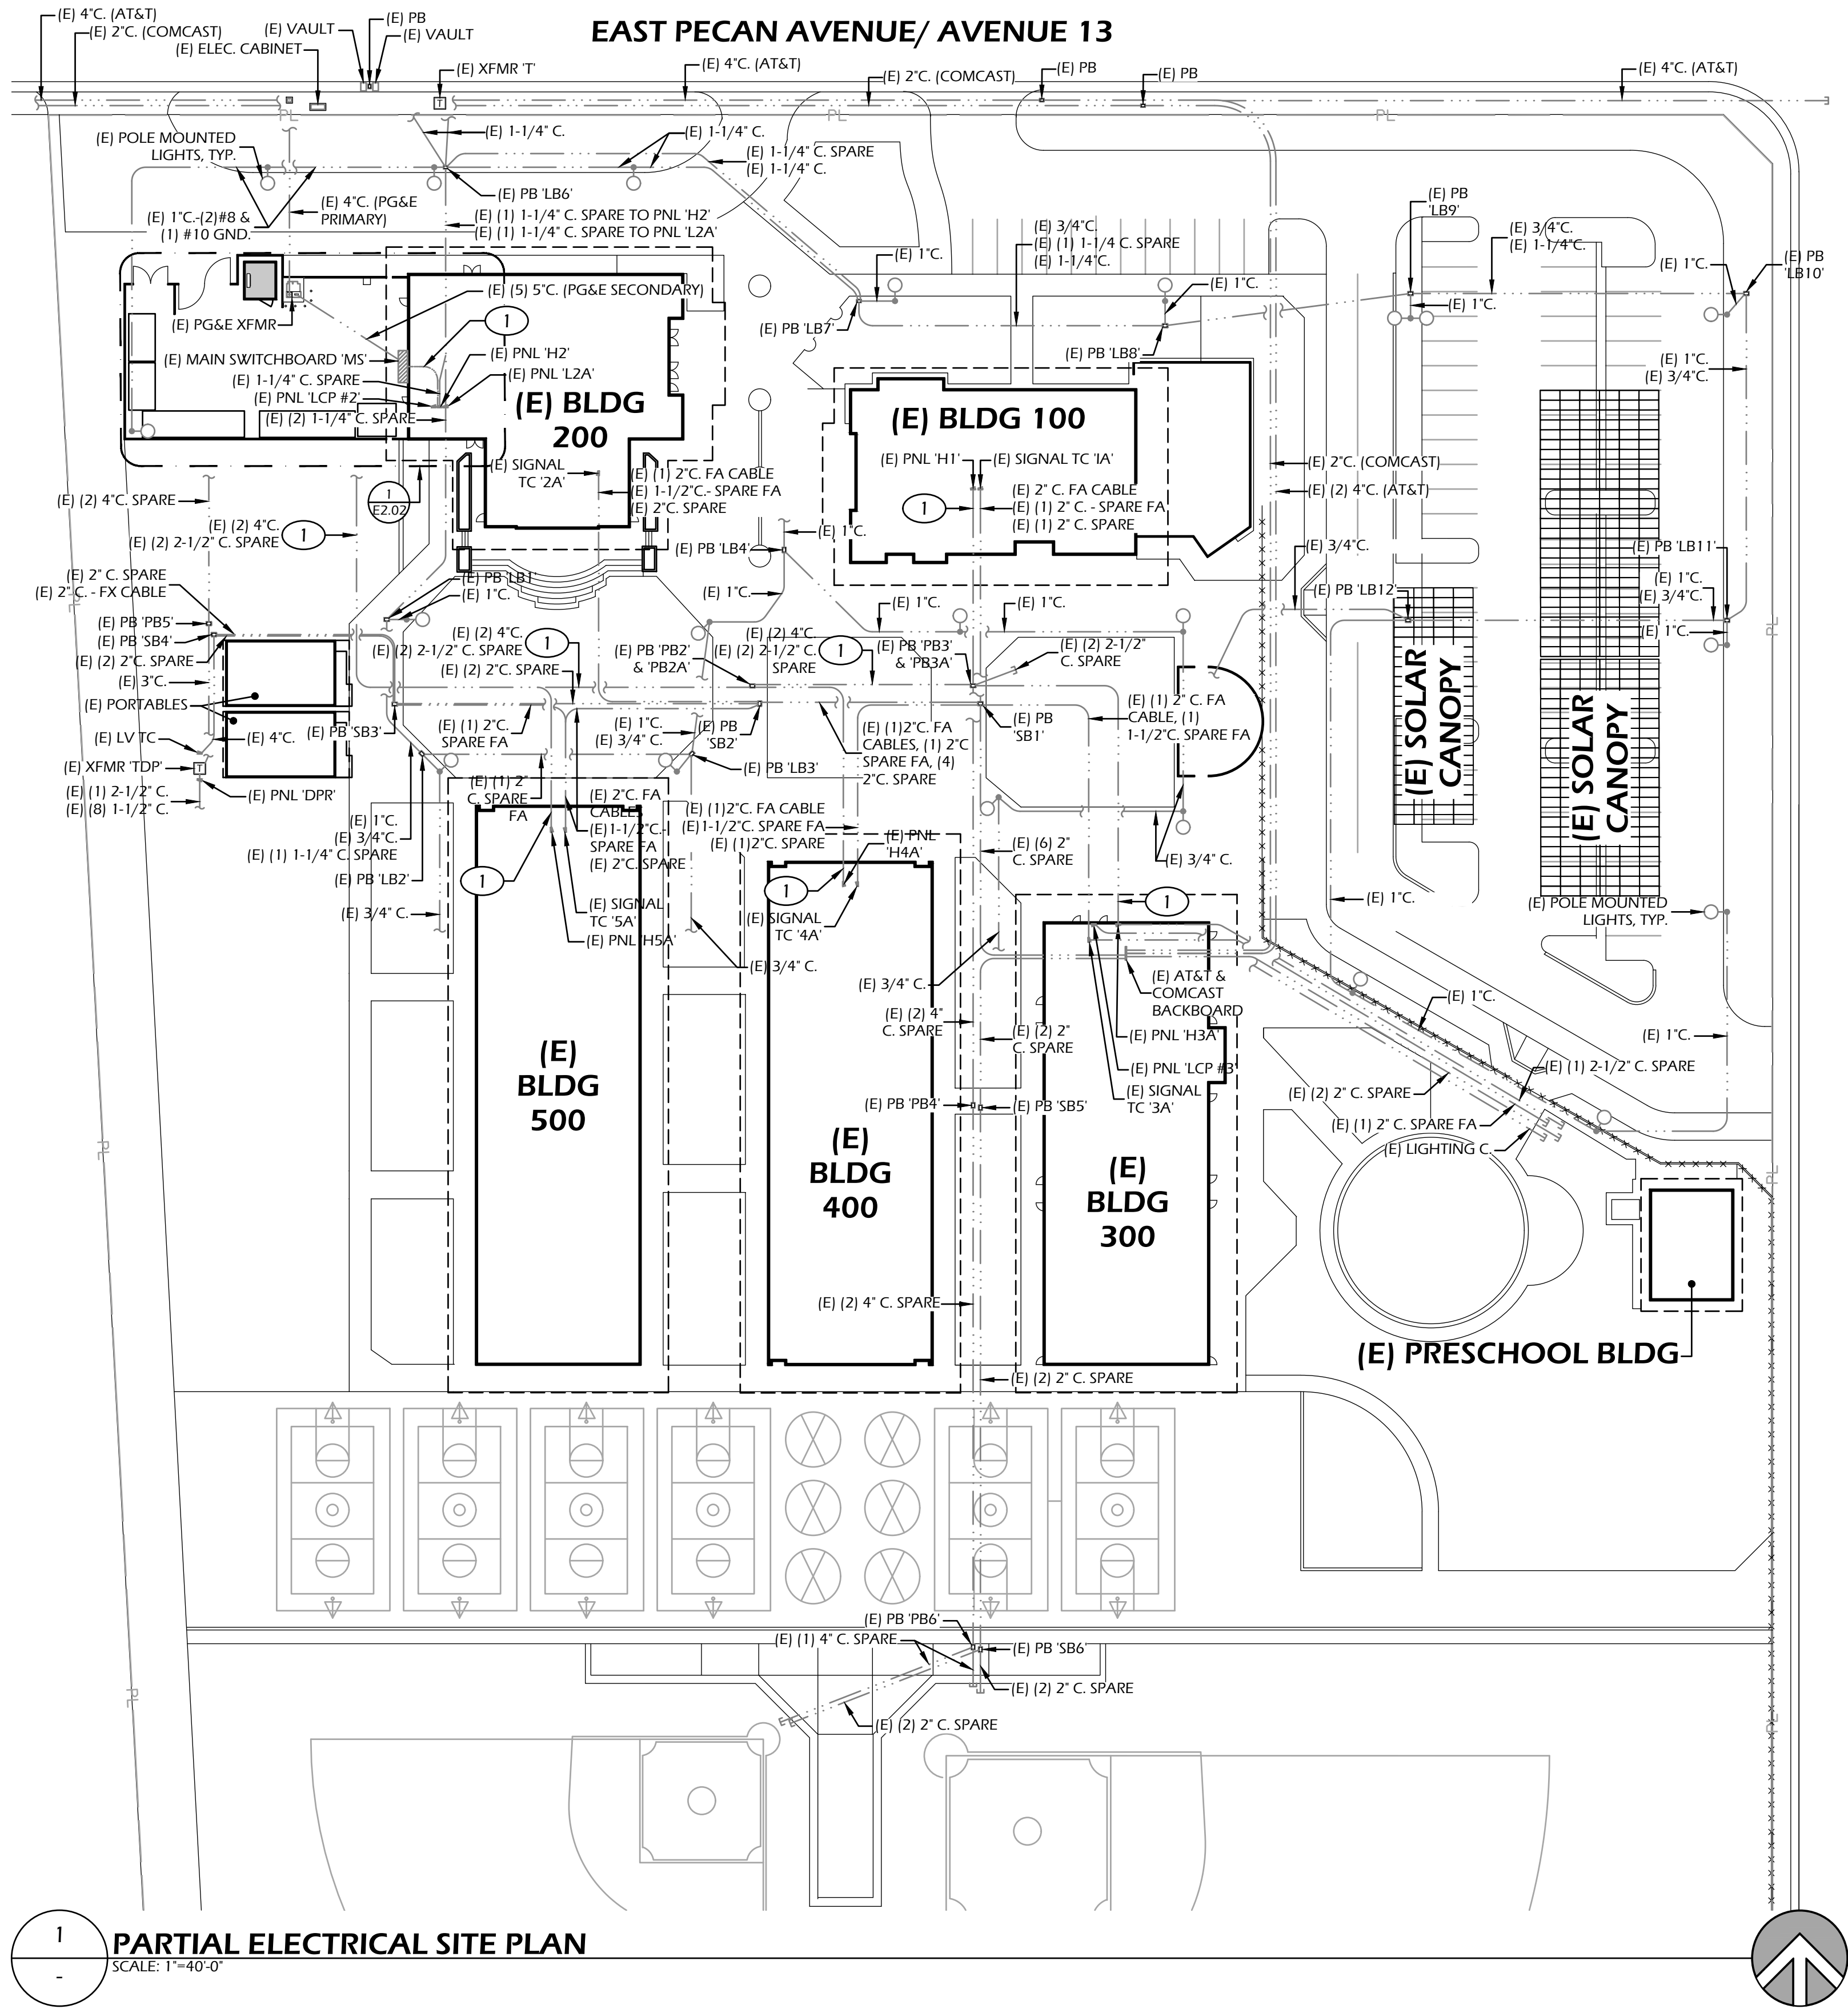 (E) 4"C. (AT&T)
(E) 2"C. (COMCAST)
(E) ELEC. CABINET
(E) VAULT
(E) PB
(E) VAULT
EAST PECAN AVENUE/ AVENUE 13
(E) XFMR 'T'
(E) 4"C. (AT&T)
(E) 2"C. (COMCAST)
(E) PB
(E) PB
(E) 4"C. (AT&T)
T
PL
PL
PL
(E) POLE MOUNTED
LIGHTS, TYP.
(E) 1-1/4" C.
(E) 1-1/4" C.
(E) 1-1/4" C. SPARE
(E) 1-1/4" C.
(E) PB 'LB6'
(E) 4"C. (PG&E
PRIMARY)
(E) 1"C.-(2)#8 &
(1) #10 GND.
(E) (1) 1-1/4" C. SPARE TO PNL 'H2'
(E) (1) 1-1/4" C. SPARE TO PNL 'L2A'
(E) 3/4"C.
(E) (1) 1-1/4 C. SPARE
(E) 1-1/4"C.
(E) PB
'LB9'
(E) 3/4"C.
(E) 1-1/4"C.
(E) PB
'LB10'
(E) 1"C.
(E) 1"C.
(E) 1"C.
(E) 1"C.
(E) (5) 5"C. (PG&E SECONDARY)
(E) PG&E XFMR
1
(E) PB 'LB7'
(E) PB 'LB8'
(E) MAIN SWITCHBOARD 'MS'
(E) PNL 'H2'
(E) 1-1/4" C. SPARE
(E) PNL 'L2A'
(E) PNL 'LCP #2'
(E) (2) 1-1/4" C. SPARE
(E) BLDG
200
(E) BLDG 100
(E) 1"C.
(E) 3/4"C.
(E) SIGNAL
TC '2A'
(E) (1) 2"C. FA CABLE
(E) 1-1/2"C.- SPARE FA
(E) 2"C. SPARE
(E) PNL 'H1'
(E) SIGNAL TC 'IA'
1
(E) 2" C. FA CABLE
(E) (1) 2" C. - SPARE FA
(E) (1) 2" C. SPARE
(E) 2"C. (COMCAST)
(E) (2) 4"C. (AT&T)
(E) (2) 4"C. SPARE
1
E2.02
(E) (2) 4"C.
(E) (2) 2-1/2" C. SPARE
1
(E) 1"C.
(E) PB 'LB4'
(E) 3/4"C.
(E) PB 'LB11'
(E) 2" C. SPARE
(E) 2" C. - FX CABLE
(E) PB 'LB1'
(E) 1"C.
(E) 1"C.
(E) 1"C.
(E) 1"C.
(E) PB 'LB12'
(E) 1"C.
(E) 3/4"C.
(E) 1"C.
PL
PL
(E) PB 'PB5'
(E) PB 'SB4'
(E) (2) 2"C. SPARE
(E) 3"C.
(E) PORTABLES
(E) LV TC
(E) 4"C.
(E) XFMR 'TDP'
T
(E) PNL 'DPR'
(E) (1) 2-1/2" C.
(E) (8) 1-1/2" C.
(E) (2) 4"C.
(E) (2) 2-1/2" C. SPARE
1
(E) (2) 2"C. SPARE
(E) PB 'PB2'
& 'PB2A'
(E) (2) 4"C.
(E) (2) 2-1/2" C.
SPARE
1
(E) PB 'PB3'
& 'PB3A'
(E) (2) 2-1/2"
C. SPARE
(E) PB 'SB3'
(E) (1) 2"C.
SPARE FA
(E) 1"C.
(E) 3/4" C.
(E) PB
'SB2'
(E) (1)2"C. FA
CABLES, (1) 2"C
SPARE FA, (4)
2"C. SPARE
(E) PB
'SB1'
(E) (1) 2" C. FA
CABLE, (1)
1-1/2"C. SPARE FA
(E) SOLAR
CANOPY
(E) SOLAR
CANOPY
(E) PB 'LB3'
(E) (1) 2"
C. SPARE
FA
(E) 2"C. FA
CABLES
(E)1-1/2"C.-
SPARE FA
(E) 2"C. SPARE
(E) (1)2"C. FA CABLE
(E)1-1/2"C. SPARE FA
(E) (1)2"C. SPARE
(E) PNL
'H4A'
(E) 1"C.
(E) 3/4"C.
(E) (1) 1-1/4" C. SPARE
(E) PB 'LB2'
1
(E) 3/4" C.
(E) SIGNAL
TC '5A'
(E) PNL 'H5A'
1
(E) SIGNAL
TC '4A'
(E) (6) 2"
C. SPARE
(E) 3/4" C.
1
(E) 1"C.
(E) POLE MOUNTED
LIGHTS, TYP.
(E) 3/4" C.
(E) 3/4" C.
(E) AT&T &
COMCAST
BACKBOARD
(E) 1"C.
(E) (2) 4"
C. SPARE
(E) (2) 2"
C. SPARE
(E) PNL 'H3A'
(E) PNL 'LCP #3'
(E) SIGNAL
TC '3A'
(E) 1"C.
(E) (1) 2-1/2" C. SPARE
(E) (2) 2" C. SPARE
(E) (1) 2" C. SPARE FA
(E) LIGHTING C.
(E)
BLDG
500
(E) PB 'PB4'
(E) PB 'SB5'
(E)
BLDG
400
(E)
BLDG
300
PL
PL
(E) (2) 4" C. SPARE
(E) PRESCHOOL BLDG
(E) (2) 2" C. SPARE
(E) PB 'PB6'
(E) (1) 4" C. SPARE
(E) PB 'SB6
(E) (2) 2" C. SPARE
(E) (2) 2" C. SPARE
PL
PL
1
-
PARTIAL ELECTRICAL SITE PLAN
SCALE: 1"=40'-0"